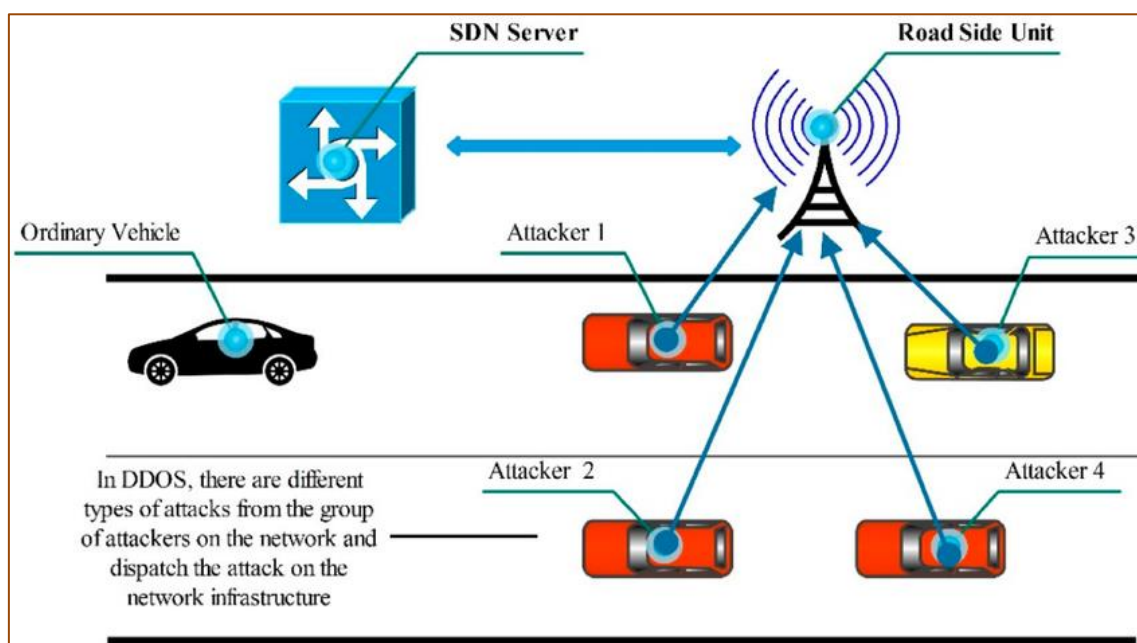 SDN Server
Road Side Unit
Ordinary Vehicle
Attacker 1
Attacker 3
Attacker 2
Attacker 4
In DDOS, there are different
types of attacks from the group
of attackers on the network and
dispatch the attack on the
network infrastructure